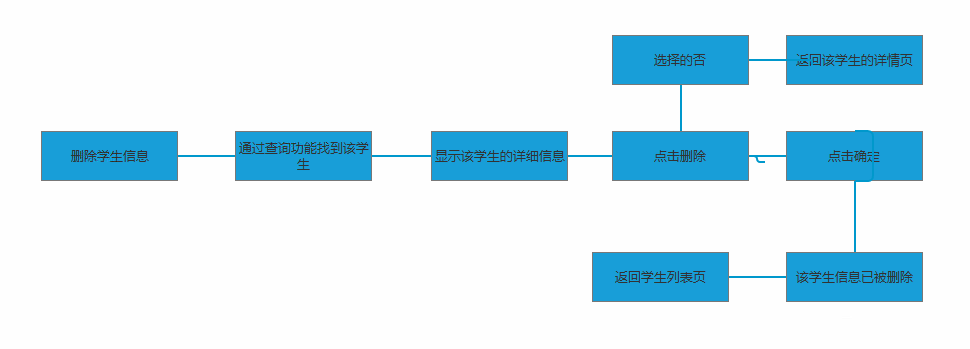 选择的否
返回该学生的详情页
删除学生信息
通过查询功能找到该学
生
显示该学生的详细信息
点击删除
点击确定
返回学生列表页
该学生信息已被删除